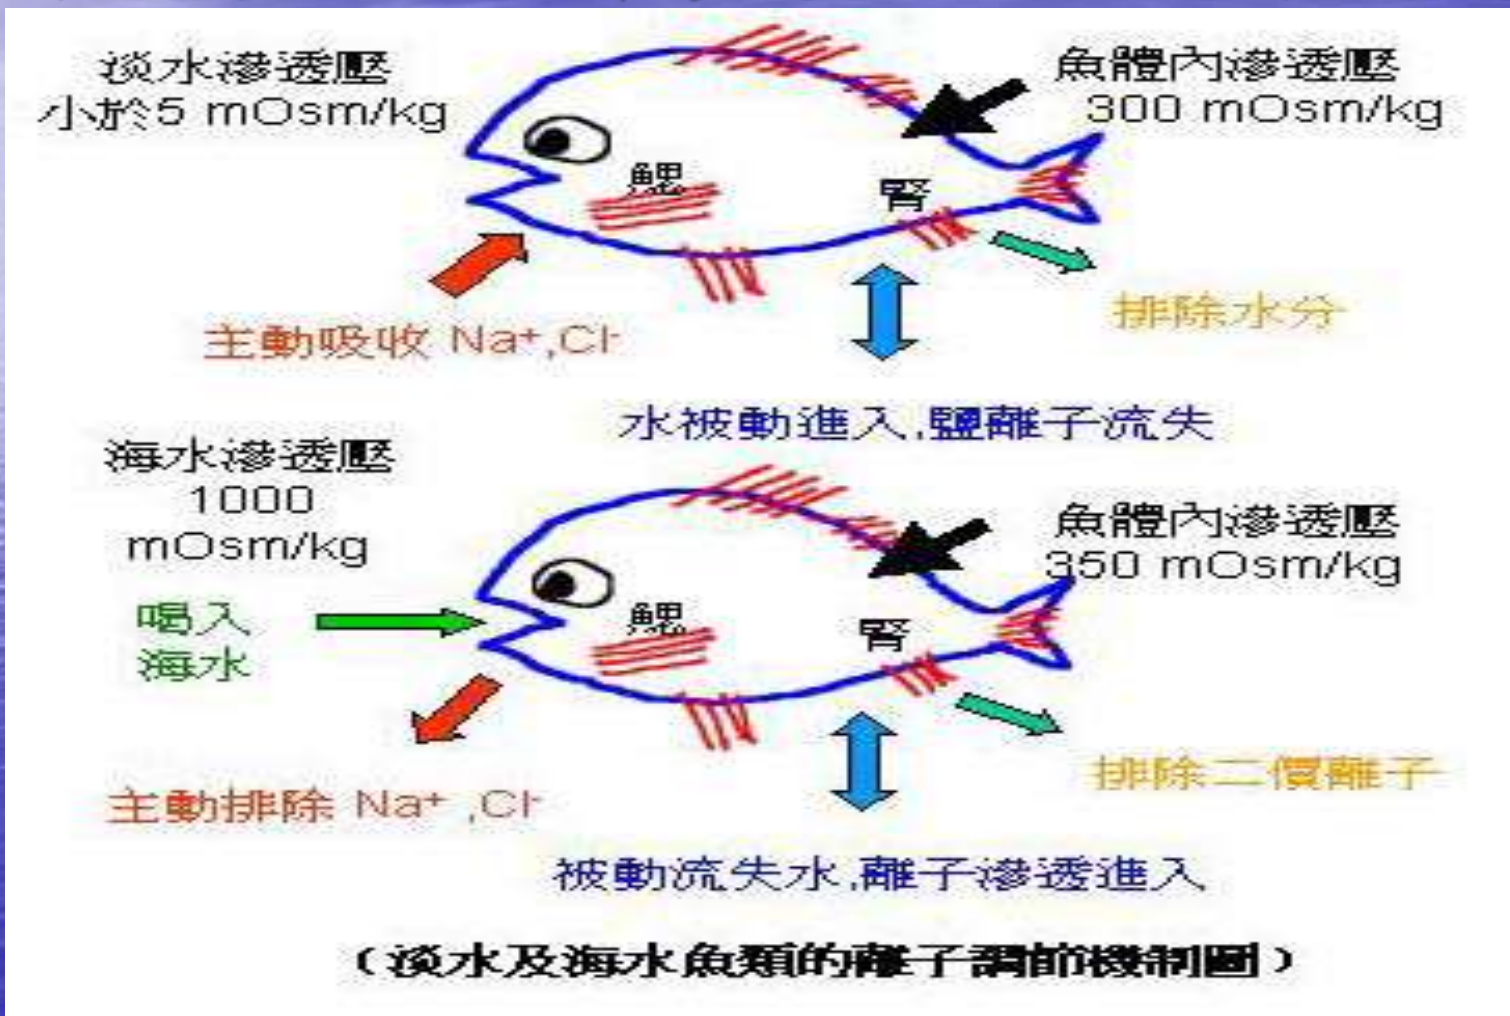 淡水滲透壓
小於5 mOsm/kg
魚體內滲透壓
300 mOsm/kg
鰓
腎
主動吸收 Na⁺,Cl⁻
排除水分
水被動進入,鹽離子流失
海水滲透壓
1000
mOsm/kg
魚體內滲透壓
350 mOsm/kg
喝入
海水
鰓
腎
主動排除 Na⁺ ,Cl⁻
排除二價離子
被動流失水,離子滲透進入
(淡水及海水魚類的離子調節機制圖)